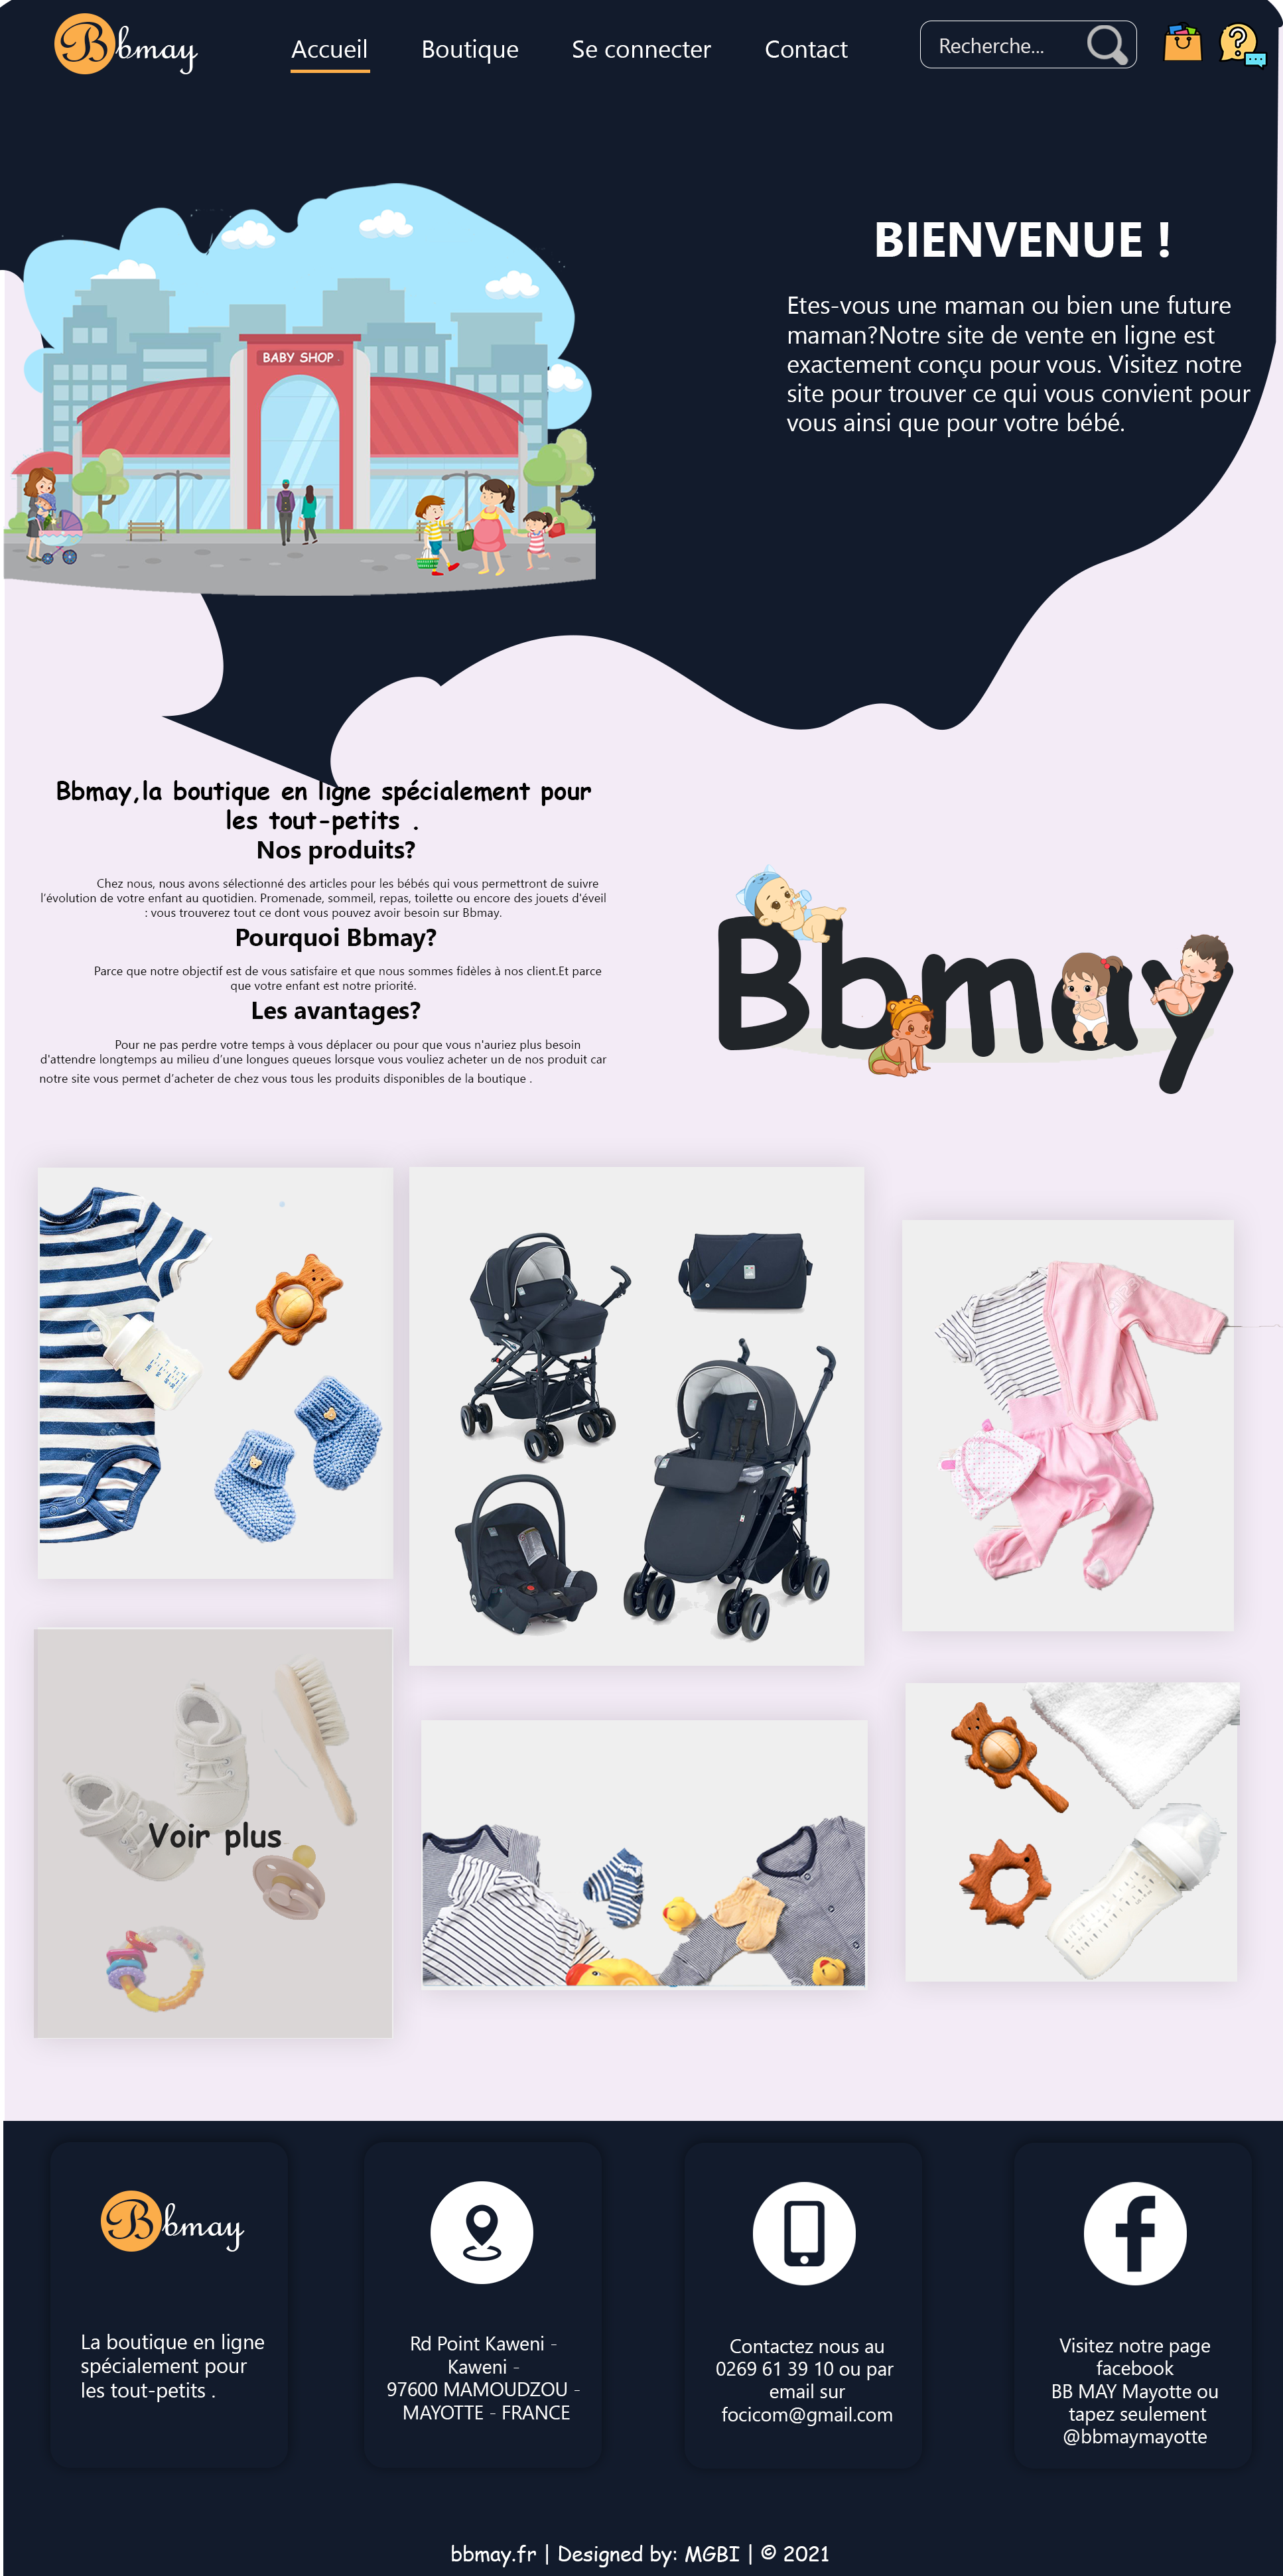 Bbmay
Accueil
Boutique
Se connecter
Contact
Recherche...
BABY SHOP
BIENVENUE !
Etes-vous une maman ou bien une future
maman?Notre site de vente en ligne est
exactement conçu pour vous. Visitez notre
site pour trouver ce qui vous convient pour
vous ainsi que pour votre bébé.
Bbmay,la boutique en ligne spécialement pour
les tout-petits .
Nos produits?
Chez nous, nous avons sélectionné des articles pour les bébés qui vous permettront de suivre
l'évolution de votre enfant au quotidien. Promenade, sommeil, repas, toilette ou encore des jouets d'éveil
: vous trouverez tout ce dont vous pouvez avoir besoin sur Bbmay.
Pourquoi Bbmay?
Parce que notre objectif est de vous satisfaire et que nous sommes fidèles à nos client.Et parce
que votre enfant est notre priorité.
Les avantages?
Pour ne pas perdre votre temps à vous déplacer ou pour que vous n'auriez plus besoin
d'attendre longtemps au milieu d'une longues queues lorsque vous vouliez acheter un de nos produit car
notre site vous permet d'acheter de chez vous tous les produits disponibles de la boutique .
Bbmay
Voir plus
Bbmay
La boutique en ligne
spécialement pour
les tout-petits .
Rd Point Kaweni -
Kaweni -
97600 MAMOUDZOU -
MAYOTTE - FRANCE
Contactez nous au
0269 61 39 10 ou par
email sur
focicom@gmail.com
Visitez notre page
facebook
BB MAY Mayotte ou
tapez seulement
@bbmaymayotte
bbmay.fr | Designed by: MGBI | © 2021